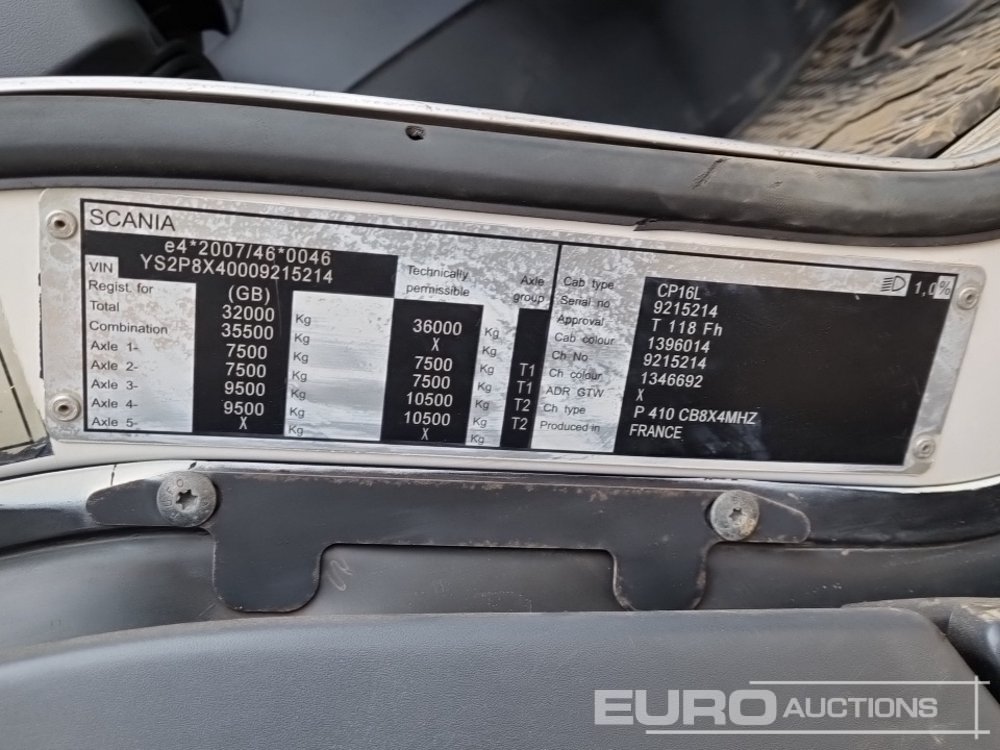 SCANIA
e4*2007/46*0046
VIN YS2P8X40009215214
Regist. for (GB) Technically permissible Axle group
Total 32000 Kg 36000 Kg
Combination 35500 Kg X Kg
Axle 1- 7500 Kg 7500 Kg T1
Axle 2- 7500 Kg 7500 Kg T1
Axle 3- 9500 Kg 10500 Kg T2
Axle 4- 9500 Kg 10500 Kg T2
Axle 5- X Kg X Kg
1,0%
Cab type CP16L
Serial no 9215214
Approval T 118 Fh
Cab colour 1396014
Ch No 9215214
Ch colour 1346692
ADR GTW X
Ch type P 410 CB8X4MHZ
Produced in FRANCE
EURO AUCTIONS